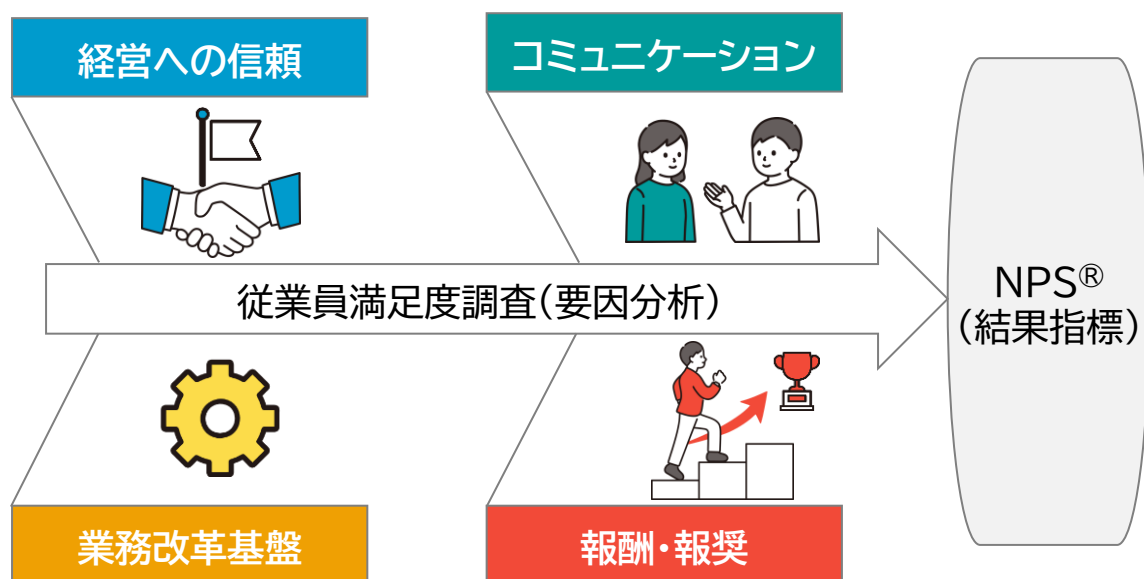 経営への信頼
コミュニケーション
従業員満足度調査（要因分析）
NPS®
（結果指標）
業務改革基盤
報酬・報奨